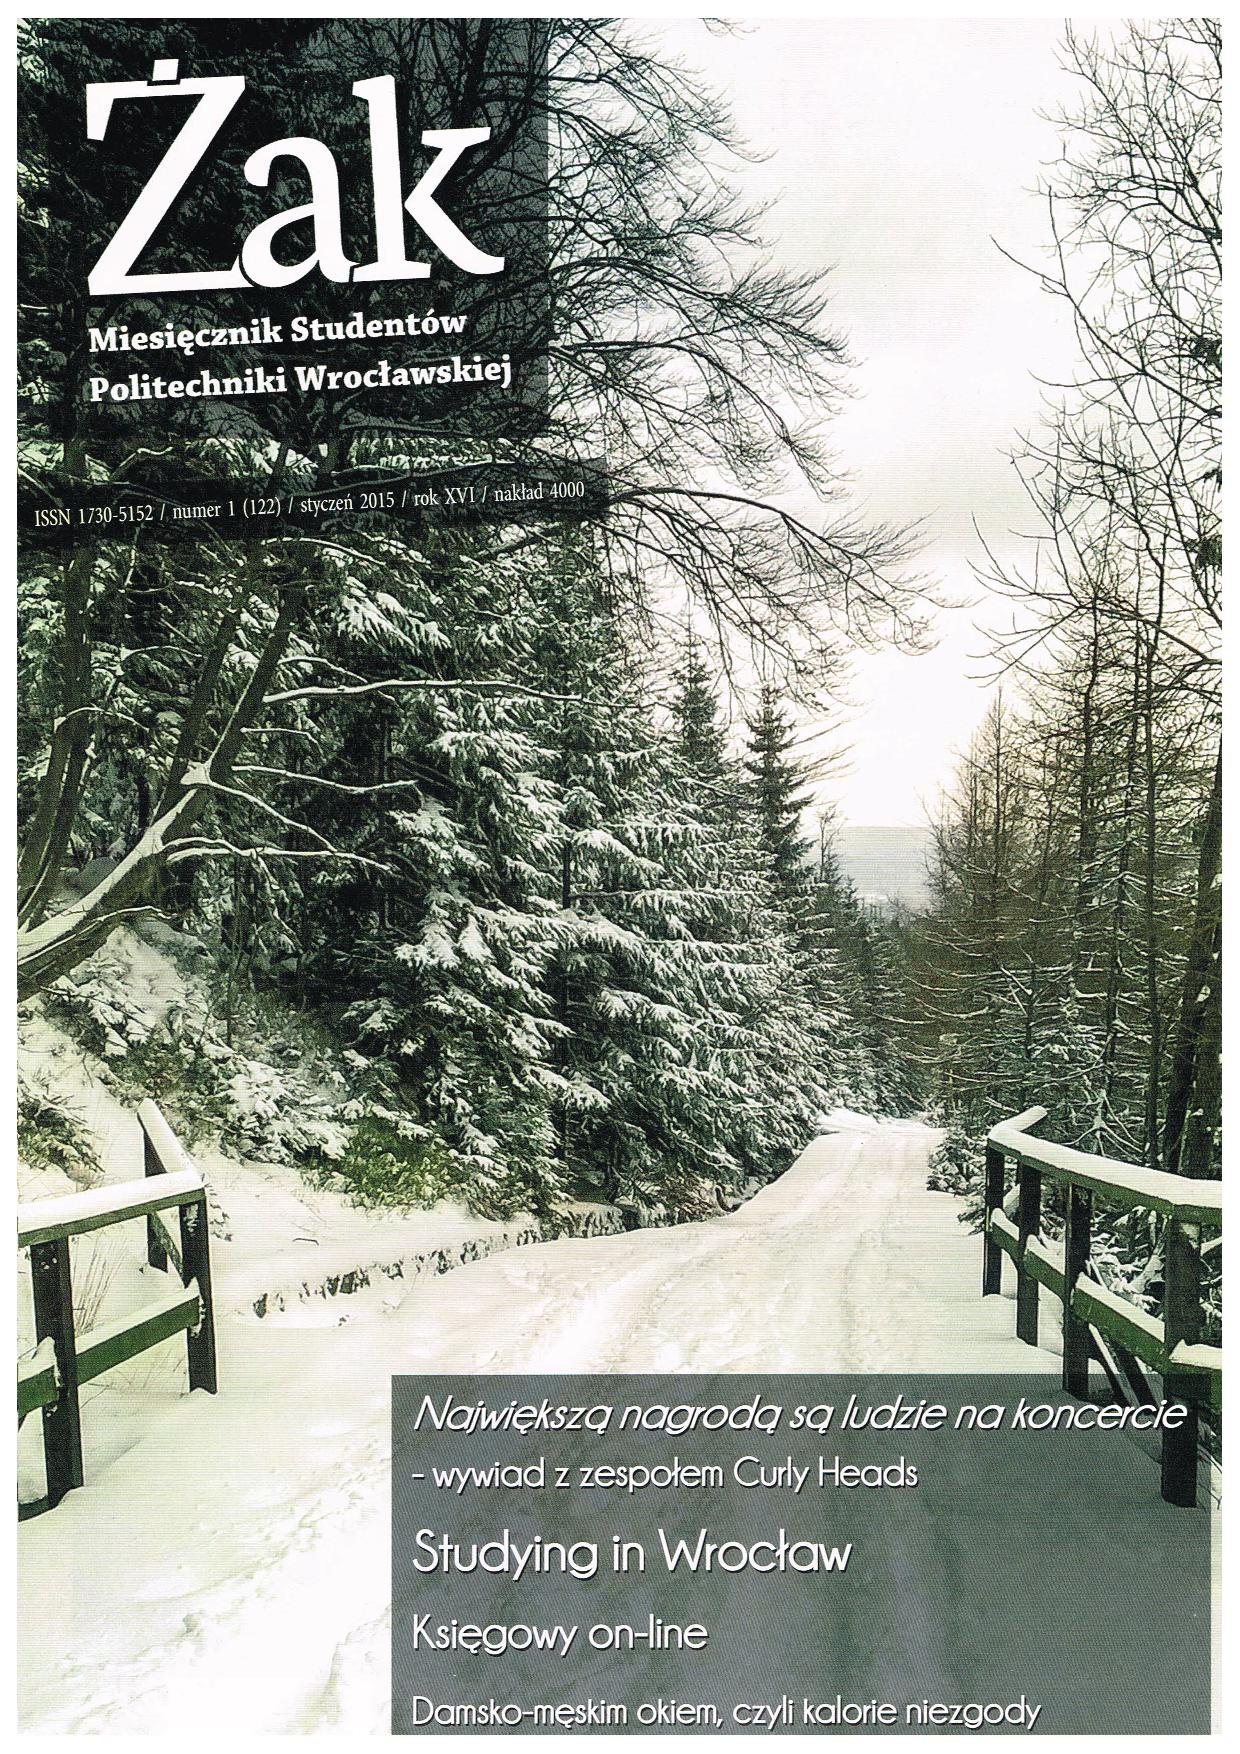 Żak
Miesięcznik Studentów
Politechniki Wrocławskiej
ISSN 1730-5152 / numer 1 (122) / styczeń 2015 / rok XVI / nakład 4000
Największą nagrodą są ludzie na koncercie
- wywiad z zespołem Curly Heads
Studying in Wrocław
Księgowy on-line
Damsko-męskim okiem, czyli kalorie niezgody